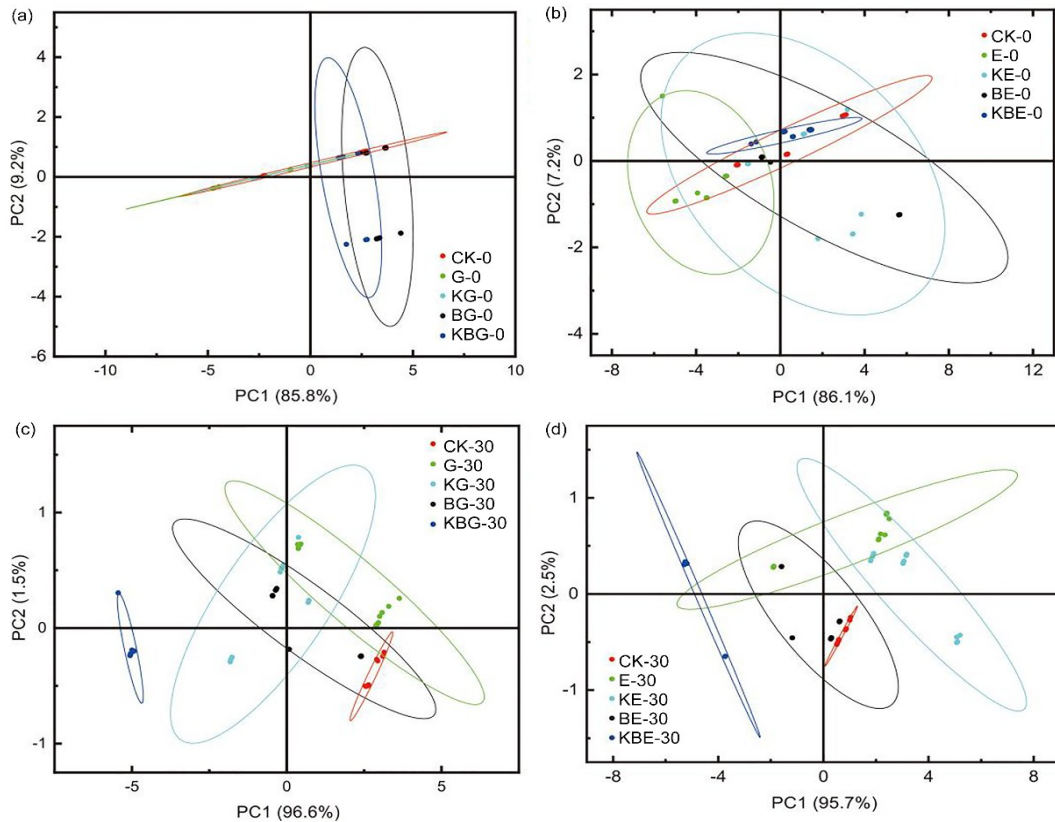 (a)
4
2
0
-2
-4
-6
PC2 (9.2%)
-10
-5
0
5
10
PC1 (85.8%)
CK-0
G-0
KG-0
BG-0
KBG-0
(b)
2
0
-2
-4
PC2 (7.2%)
-8
-4
0
4
8
12
PC1 (86.1%)
CK-0
E-0
KE-0
BE-0
KBE-0
(c)
1
0
-1
PC2 (1.5%)
-5
0
5
PC1 (96.6%)
CK-30
G-30
KG-30
BG-30
KBG-30
(d)
1
0
-1
PC2 (2.5%)
-8
-4
0
4
8
PC1 (95.7%)
CK-30
E-30
KE-30
BE-30
KBE-30